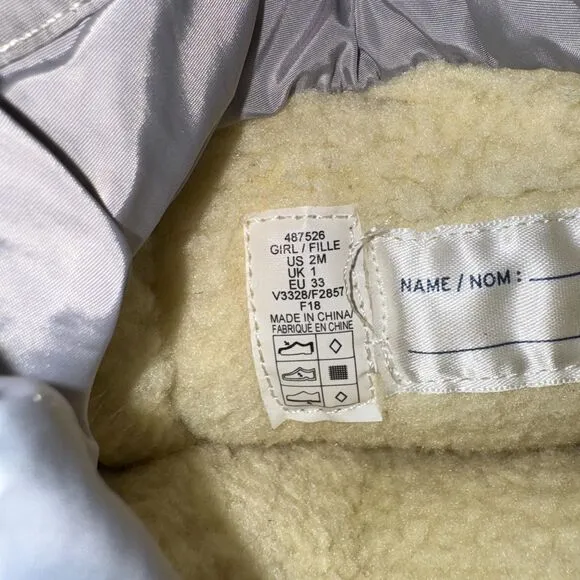 487526
GIRL / FILLE
US 2M
UK 1
EU 33
V3328/F2857
F18
MADE IN CHINA/
FABRIQUÉ EN CHINE
NAME / NOM :